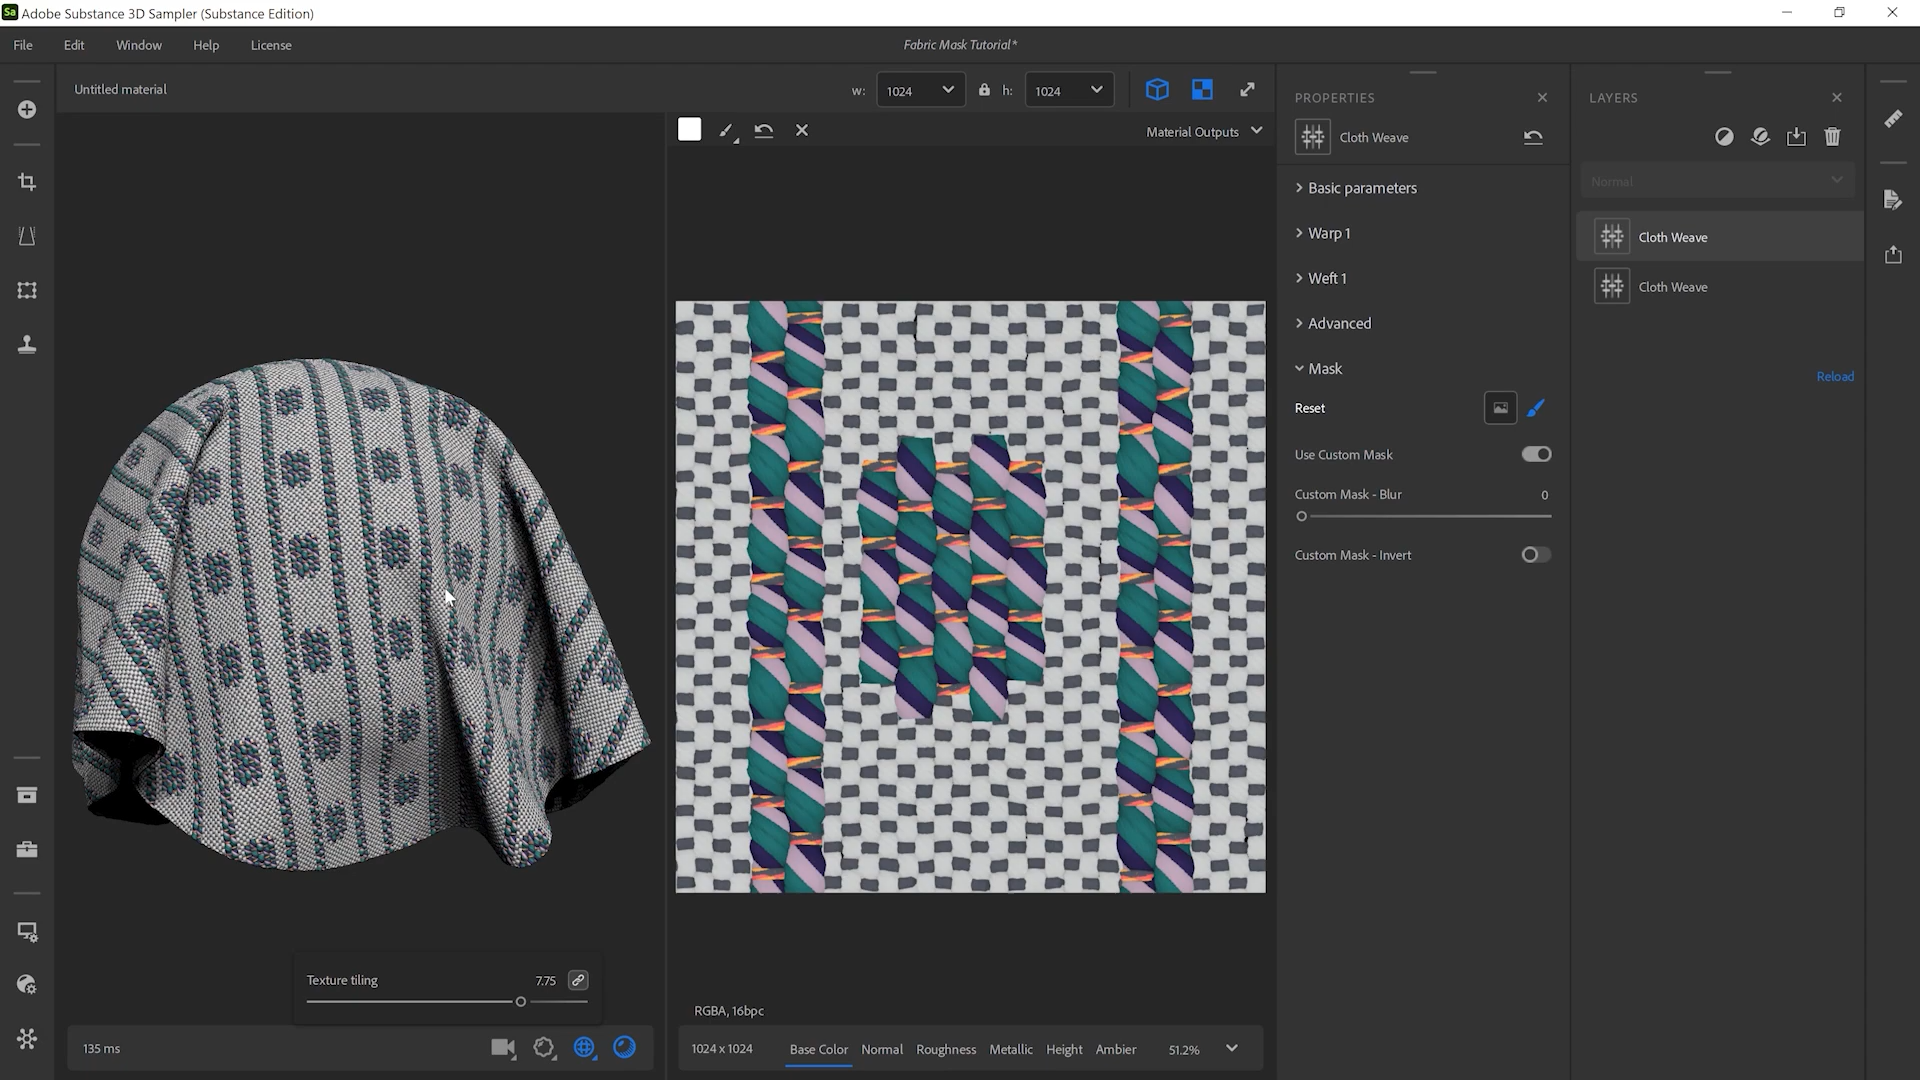 Sa Adobe Substance 3D Sampler (Substance Edition)
File Edit Window Help License
Fabric Mask Tutorial*
Untitled material
w: 1024 h: 1024
Material Outputs
PROPERTIES
Cloth Weave
Basic parameters
Warp 1
Weft 1
Advanced
Mask
Reset
Use Custom Mask
Custom Mask - Blur 0
Custom Mask - Invert
LAYERS
Normal
Cloth Weave
Cloth Weave
Reload
Texture tiling 7.75
135 ms
RGBA, 16bpc
1024 x 1024 Base Color Normal Roughness Metallic Height Ambier 51.2%